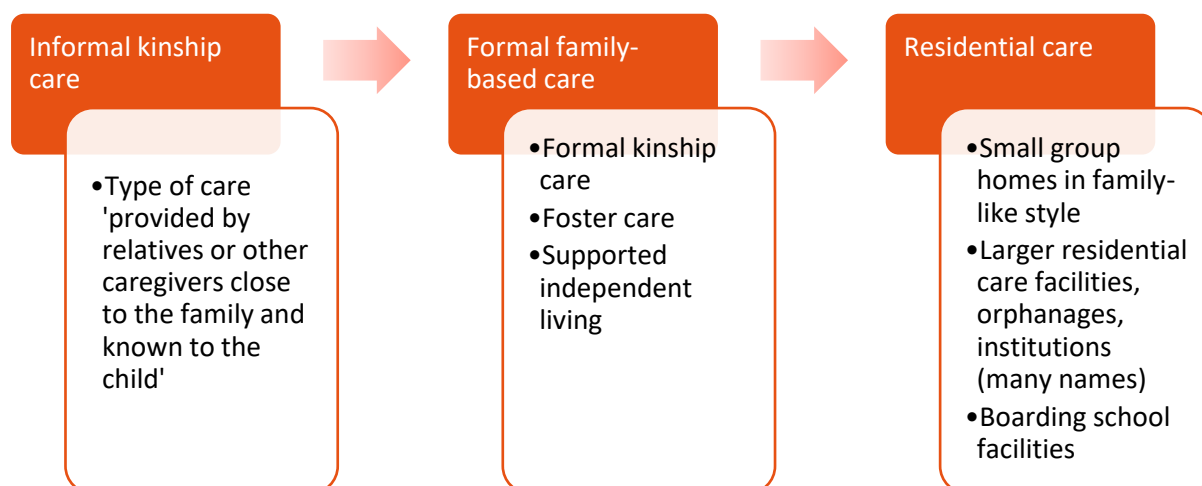 Informal kinship
care
•Type of care
'provided by
relatives or other
caregivers close
to the family and
known to the
child'
Formal family-
based care
•Formal kinship
care
•Foster care
•Supported
independent
living
Residential care
•Small group
homes in family-
like style
•Larger residential
care facilities,
orphanages,
institutions
(many names)
•Boarding school
facilities